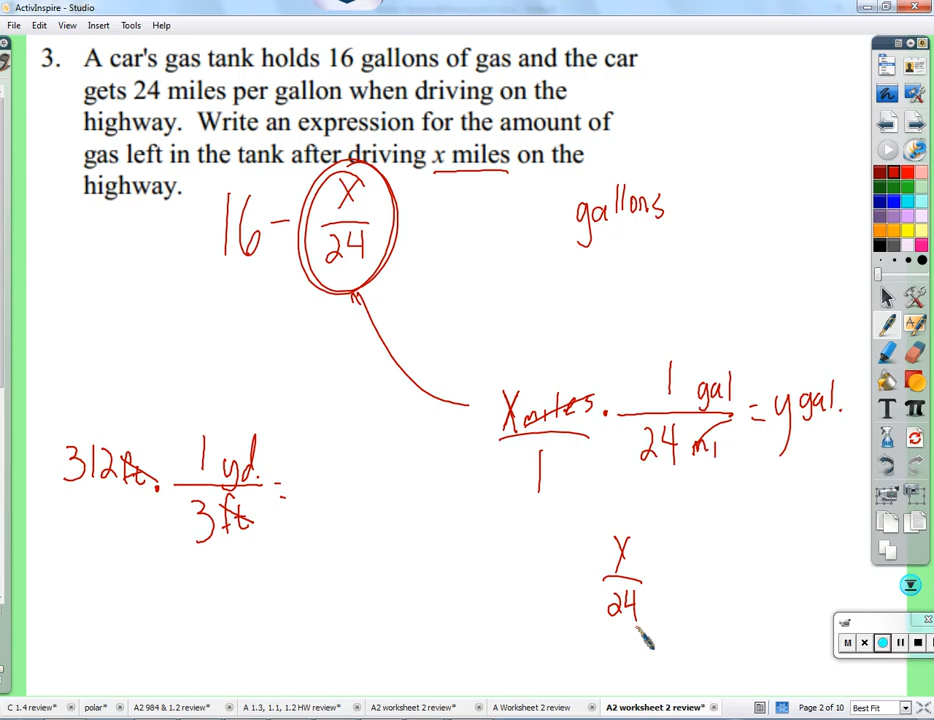 ActivInspire - Studio
File Edit View Insert Tools Help
3. A car's gas tank holds 16 gallons of gas and the car
gets 24 miles per gallon when driving on the
highway. Write an expression for the amount of
gas left in the tank after driving x miles on the
highway.
16 - x/24
gallons
x miles/1 · 1 gal/24 mi = y gal.
312 ft. · 1 yd./3 ft =
x/24
M
C 1.4 review* polar* A2 984 & 1.2 review* A 1.3, 1.1, 1.2 HW review* A2 worksheet 2 review* A Worksheet 2 review A2 worksheet 2 review* Page 2 of 10 Best Fit